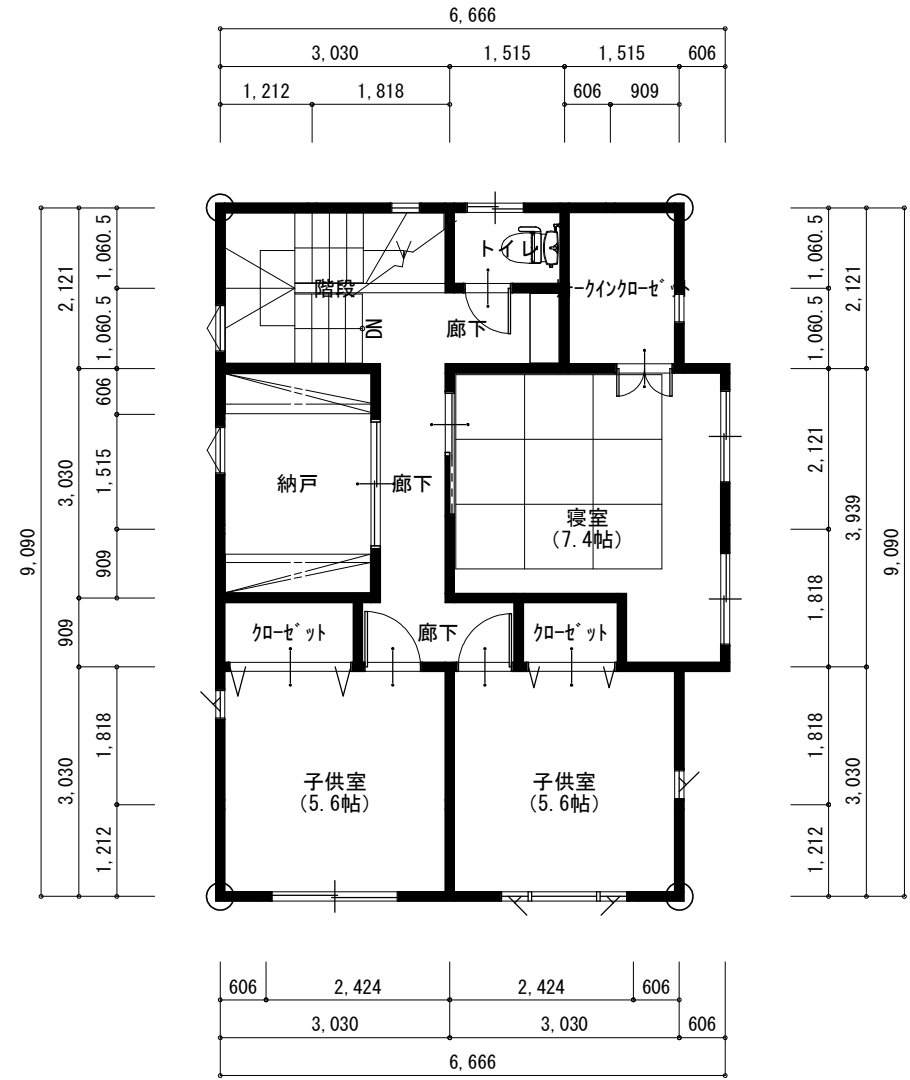 6,666
3,030
1,515
1,515
606
1,212
1,818
606
909
9,090
2,121
3,030
909
3,030
1,060.5
1,060.5
606
1,515
909
1,818
1,212
トイレ
階段
ークインクローゼット
DN
廊下
納戸
廊下
寝室
(7.4帖)
クローゼット
廊下
クローゼット
子供室
(5.6帖)
子供室
(5.6帖)
1,060.5
1,060.5
2,121
1,818
1,818
1,212
2,121
3,939
3,030
9,090
606
2,424
2,424
606
3,030
3,030
606
6,666